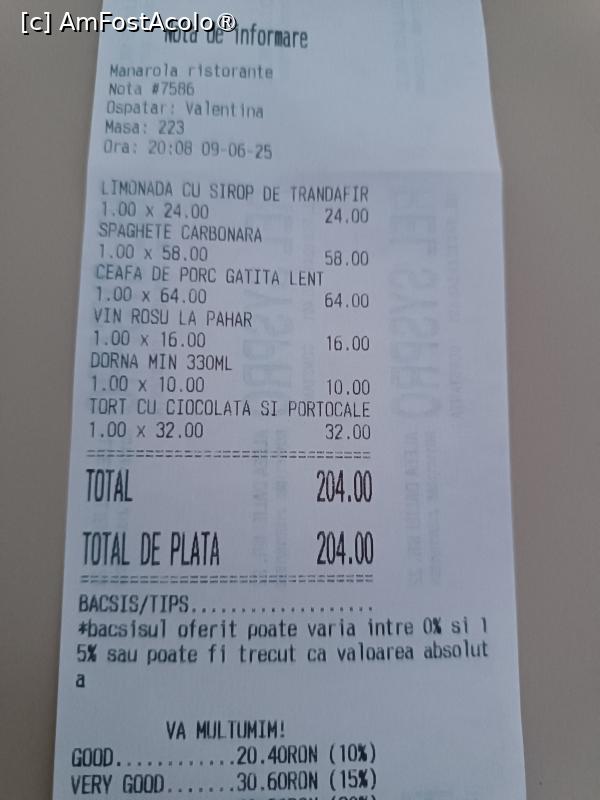 [c] AmFostAcolo®
Nota de informare
Manarola ristorante
Nota #7586
Ospatar: Valentina
Masa: 223
Ora: 20:08 09-06-25
LIMONADA CU SIROP DE TRANDAFIR
1.00 x 24.00 24.00
SPAGHETE CARBONARA
1.00 x 58.00 58.00
CEAFA DE PORC GATITA LENT
1.00 x 64.00 64.00
VIN ROSU LA PAHAR
1.00 x 16.00 16.00
DORNA MIN 330ML
1.00 x 10.00 10.00
TORT CU CIOCOLATA SI PORTOCALE
1.00 x 32.00 32.00
TOTAL 204.00
TOTAL DE PLATA 204.00
BACSIS/TIPS...................
*bacsisul oferit poate varia intre 0% si 1
5% sau poate fi trecut ca valoarea absolut
a
VA MULTUMIM!
GOOD............20.40RON (10%)
VERY GOOD.......30.60RON (15%)